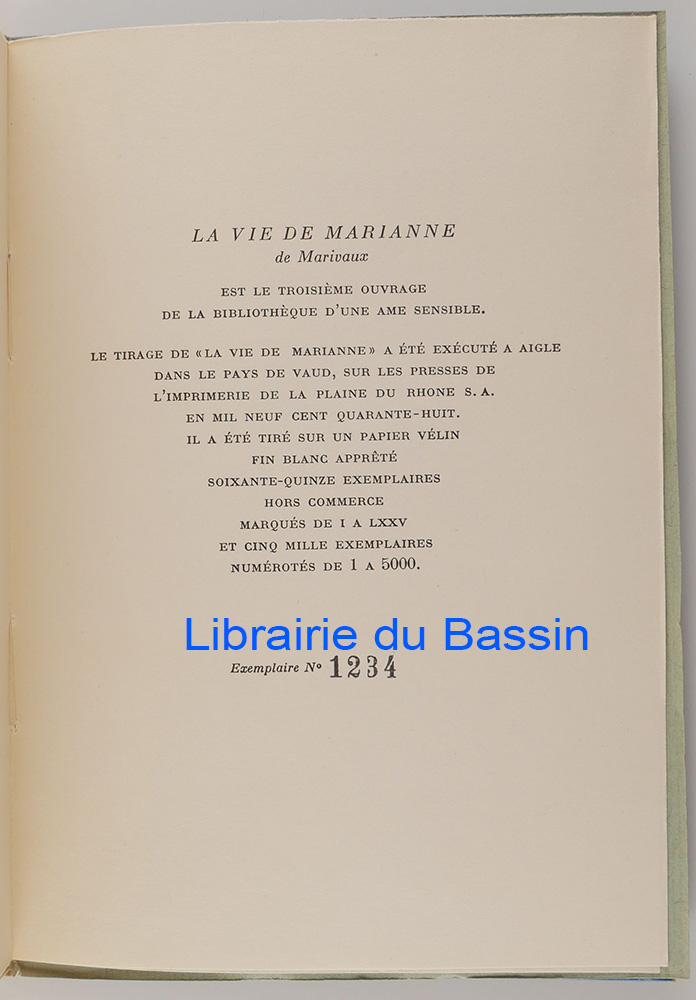 LA VIE DE MARIANNE
de Marivaux
EST LE TROISIÈME OUVRAGE
DE LA BIBLIOTHÈQUE D'UNE AME SENSIBLE.
LE TIRAGE DE «LA VIE DE MARIANNE» A ÉTÉ EXÉCUTÉ A AIGLE
DANS LE PAYS DE VAUD, SUR LES PRESSES DE
L'IMPRIMERIE DE LA PLAINE DU RHONE S.A.
EN MIL NEUF CENT QUARANTE-HUIT.
IL A ÉTÉ TIRÉ SUR UN PAPIER VÉLIN
FIN BLANC APPRÊTÉ
SOIXANTE-QUINZE EXEMPLAIRES
HORS COMMERCE
MARQUÉS DE I A LXXV
ET CINQ MILLE EXEMPLAIRES
NUMÉROTÉS DE 1 A 5000.
Librairie du Bassin
Exemplaire Nº 1234